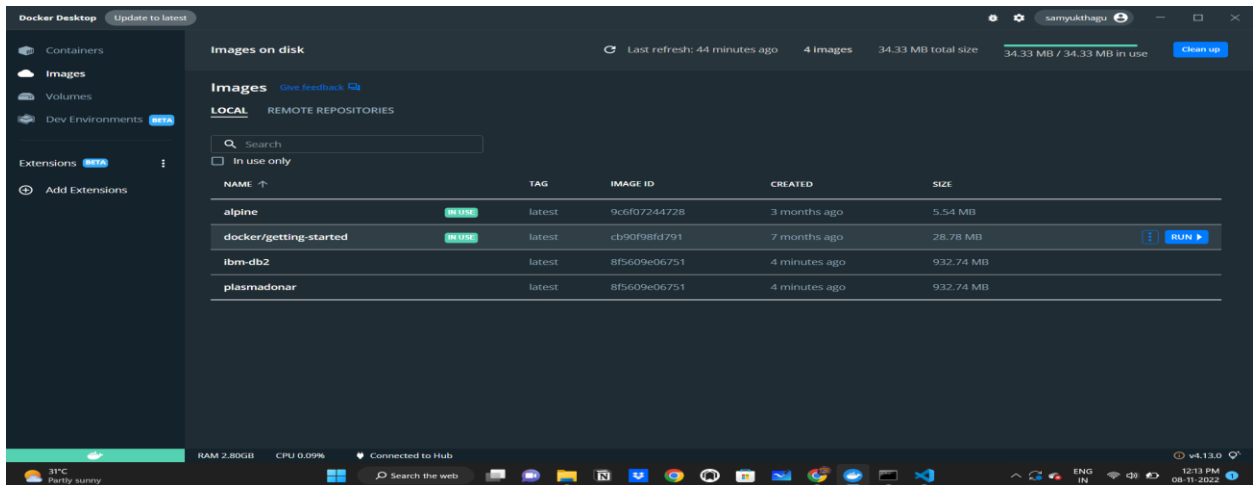 Docker Desktop Update to latest samyukthagu
Containers
Images
Volumes
Dev Environments BETA
Extensions BETA
Add Extensions
Images on disk Last refresh: 44 minutes ago 4 images 34.33 MB total size 34.33 MB / 34.33 MB in use Clean up
Images Give feedback
LOCAL REMOTE REPOSITORIES
Search
In use only
NAME TAG IMAGE ID CREATED SIZE
alpine IN USE latest 9c6f07244728 3 months ago 5.54 MB
docker/getting-started IN USE latest cb90f98fd791 7 months ago 28.78 MB RUN
ibm-db2 latest 8f5609e06751 4 minutes ago 932.74 MB
plasmadonar latest 8f5609e06751 4 minutes ago 932.74 MB
RAM 2.80GB CPU 0.09% Connected to Hub v4.13.0
31°C
Partly sunny
Search the web
ENG
IN
12:13 PM
08-11-2022
1